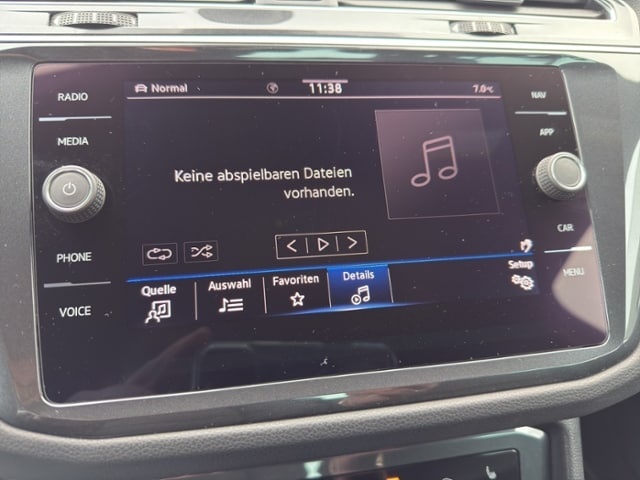 RADIO
MEDIA
PHONE
VOICE
Normal
11:38
7.0°C
Keine abspielbaren Dateien
vorhanden.
Quelle
Auswahl
Favoriten
Details
Setup
NAV
APP
CAR
MENU